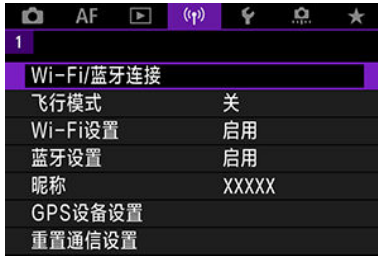 AF
1
Wi-Fi/蓝牙连接
飞行模式 关
Wi-Fi设置 启用
蓝牙设置 启用
昵称 XXXXX
GPS设备设置
重置通信设置